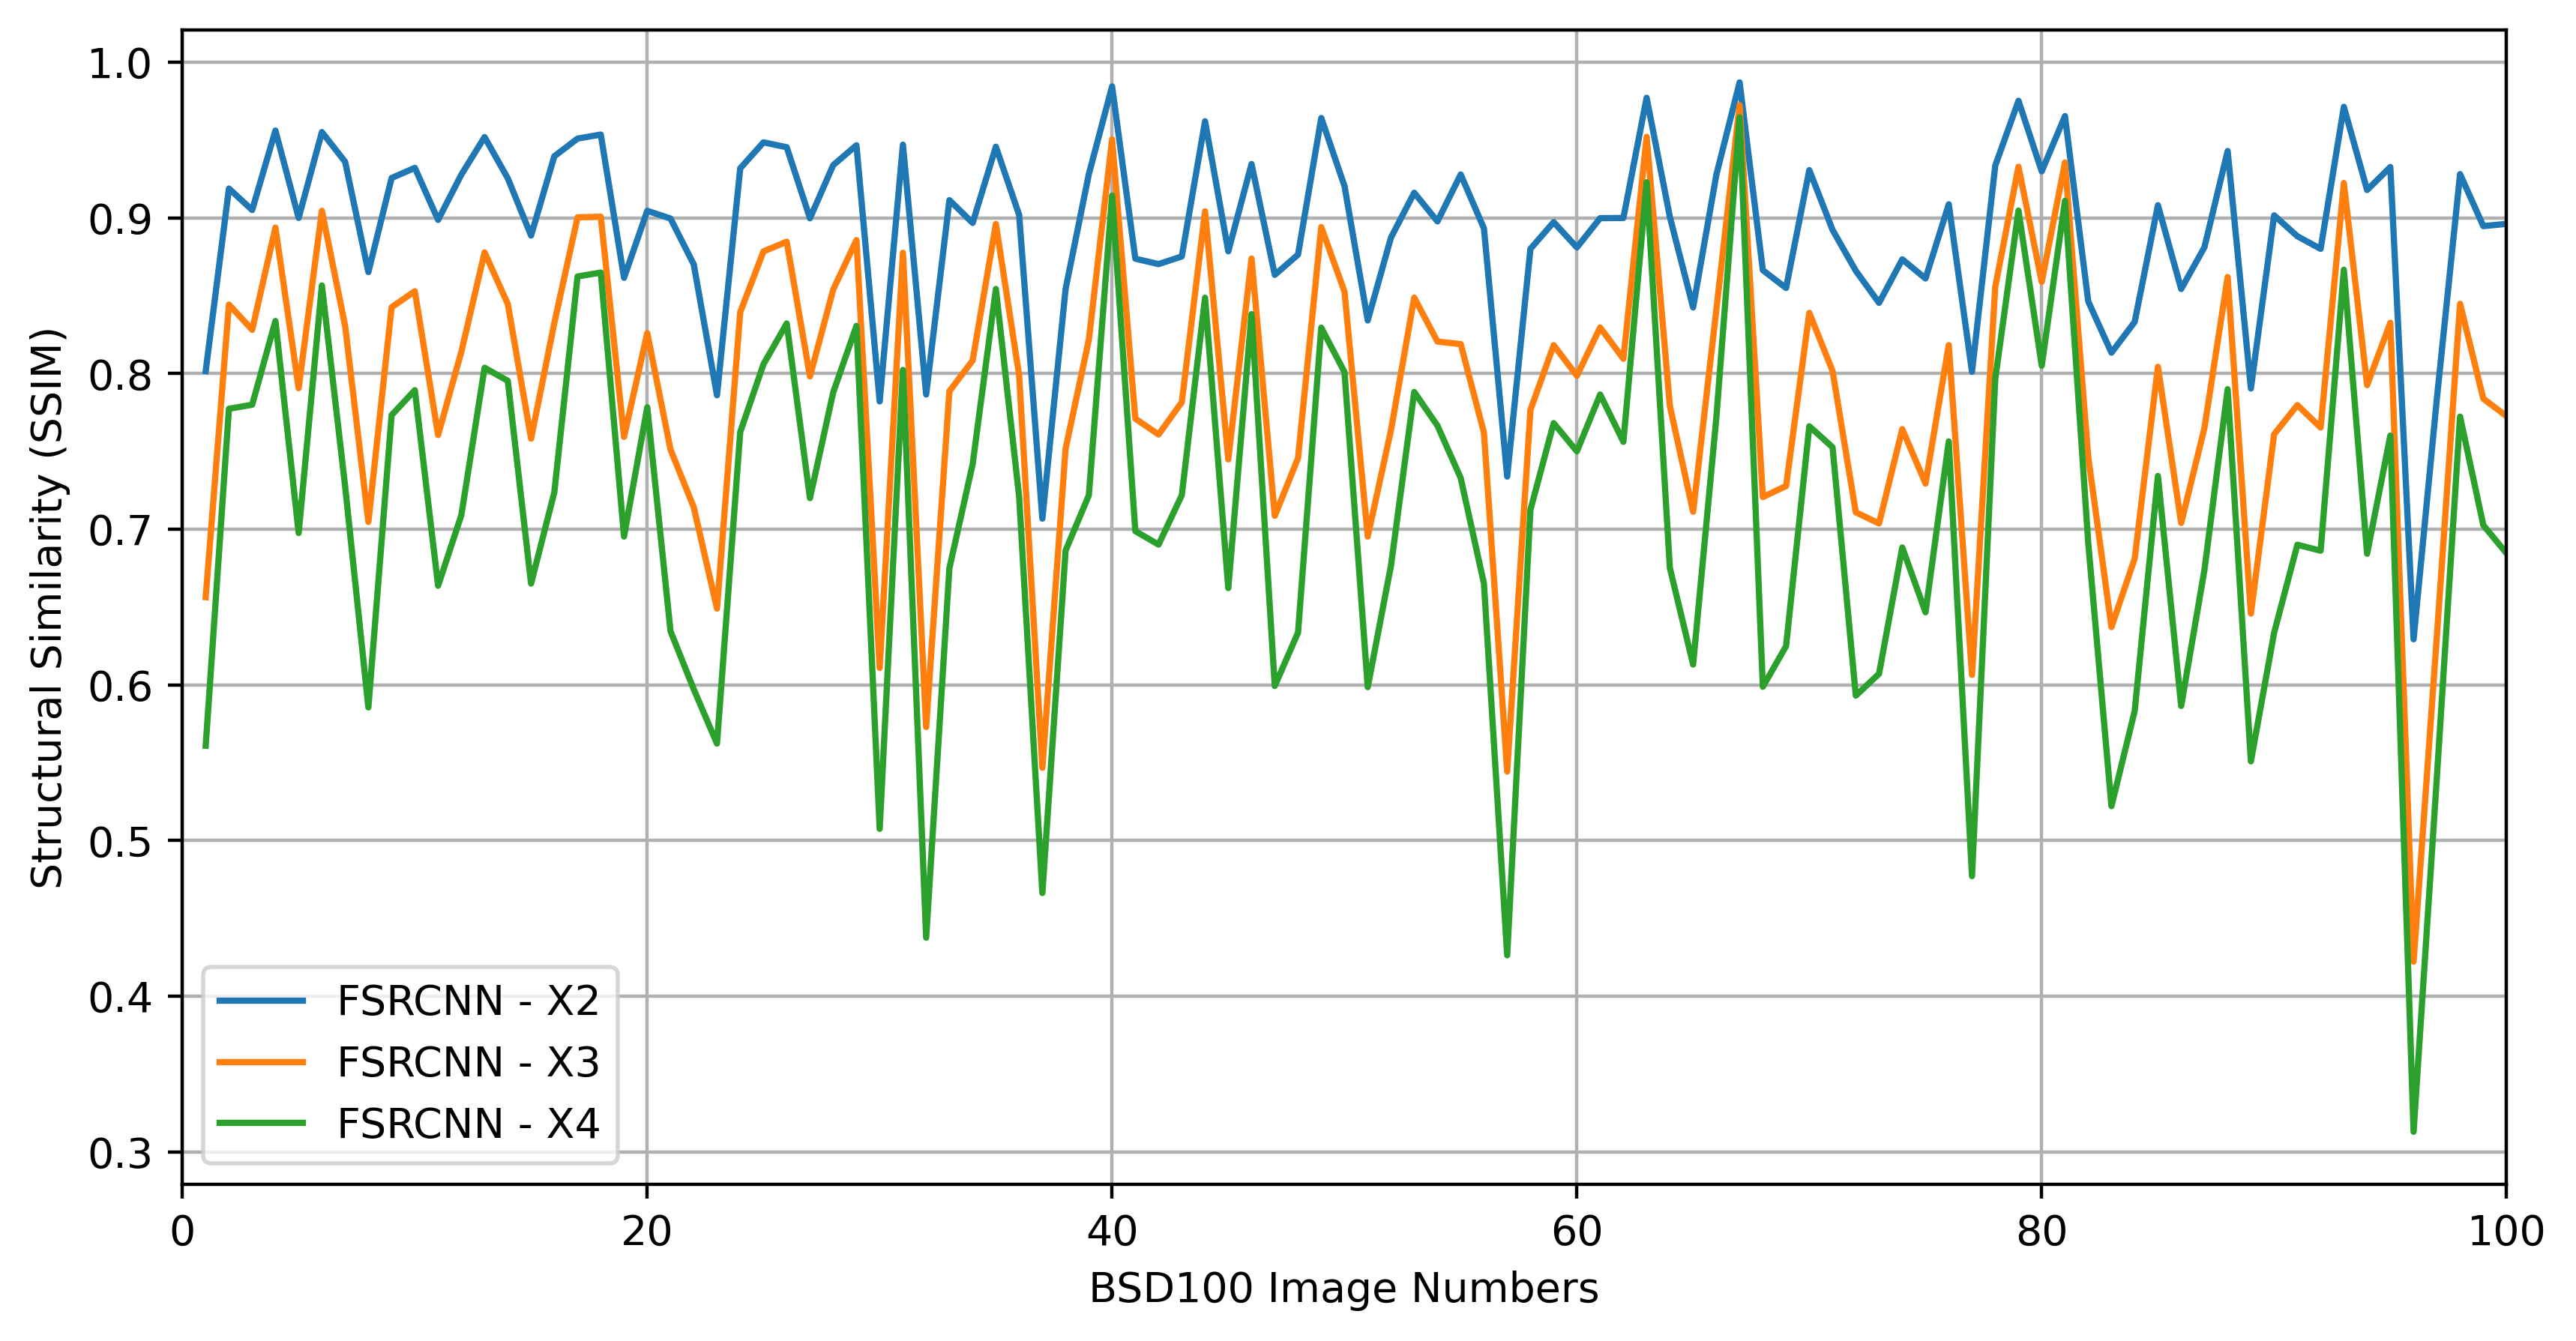 1.0
0.9
0.8
0.7
0.6
0.5
0.4
0.3
Structural Similarity (SSIM)
FSRCNN - X2
FSRCNN - X3
FSRCNN - X4
0 20 40 60 80 100
BSD100 Image Numbers